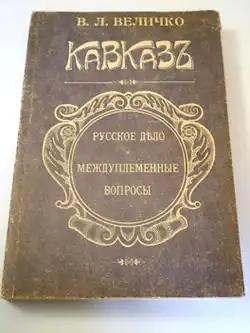 В. Л. ВЕЛИЧКО
КАВКАЗЪ
РУССКОЕ ДѢЛО
И
МЕЖДУПЛЕМЕННЫЕ
ВОПРОСЫ